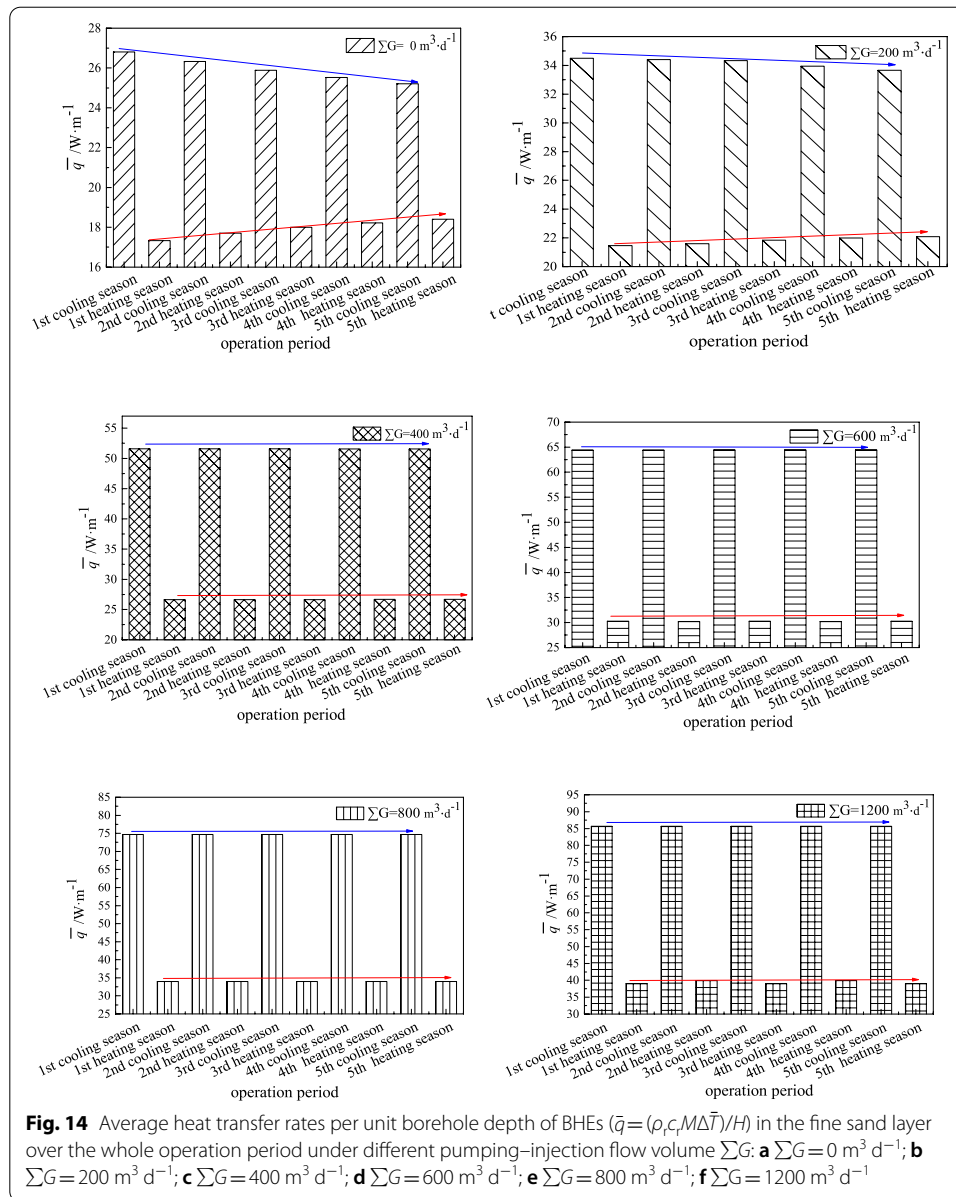 ∑G= 0 m³·d⁻¹
28
26
24
22
20
18
16
q̅ /W·m⁻¹
1st cooling season
1st heating season
2nd cooling season
2nd heating season
3rd cooling season
3rd heating season
4th cooling season
4th heating season
5th cooling season
5th heating season
operation period
∑G=200 m³·d⁻¹
36
34
32
30
28
26
24
22
20
q̅ /W·m⁻¹
t cooling season
1st heating season
2nd cooling season
2nd heating season
3rd cooling season
3rd heating season
4th cooling season
4th heating season
5th cooling season
5th heating season
operation period
∑G=400 m³·d⁻¹
55
50
45
40
35
30
25
20
q̅ /W·m⁻¹
1st cooling season
1st heating season
2nd cooling season
2nd heating season
3rd cooling season
3rd heating season
4th cooling season
4th heating season
5th cooling season
5th heating season
operation period
∑G=600 m³·d⁻¹
70
65
60
55
50
45
40
35
30
25
q̅ /W·m⁻¹
1st cooling season
1st heating season
2nd cooling season
2nd heating season
3rd cooling season
3rd heating season
4th cooling season
4th heating season
5th cooling season
5th heating season
operation period
∑G=800 m³·d⁻¹
85
80
75
70
65
60
55
50
45
40
35
30
25
q̅ /W·m⁻¹
1st cooling season
1st heating season
2nd cooling season
2nd heating season
3rd cooling season
3rd heating season
4th cooling season
4th heating season
5th cooling season
5th heating season
operation period
∑G=1200 m³·d⁻¹
95
90
85
80
75
70
65
60
55
50
45
40
35
30
q̅ /W·m⁻¹
1st cooling season
1st heating season
2nd cooling season
2nd heating season
3rd cooling season
3rd heating season
4th cooling season
4th heating season
5th cooling season
5th heating season
operation period
Fig. 14 Average heat transfer rates per unit borehole depth of BHEs (q̄ = (ρᵣcᵣMΔT̄)/H) in the fine sand layer
over the whole operation period under different pumping–injection flow volume ∑G: a ∑G = 0 m³ d⁻¹; b
∑G = 200 m³ d⁻¹; c ∑G = 400 m³ d⁻¹; d ∑G = 600 m³ d⁻¹; e ∑G = 800 m³ d⁻¹; f ∑G = 1200 m³ d⁻¹